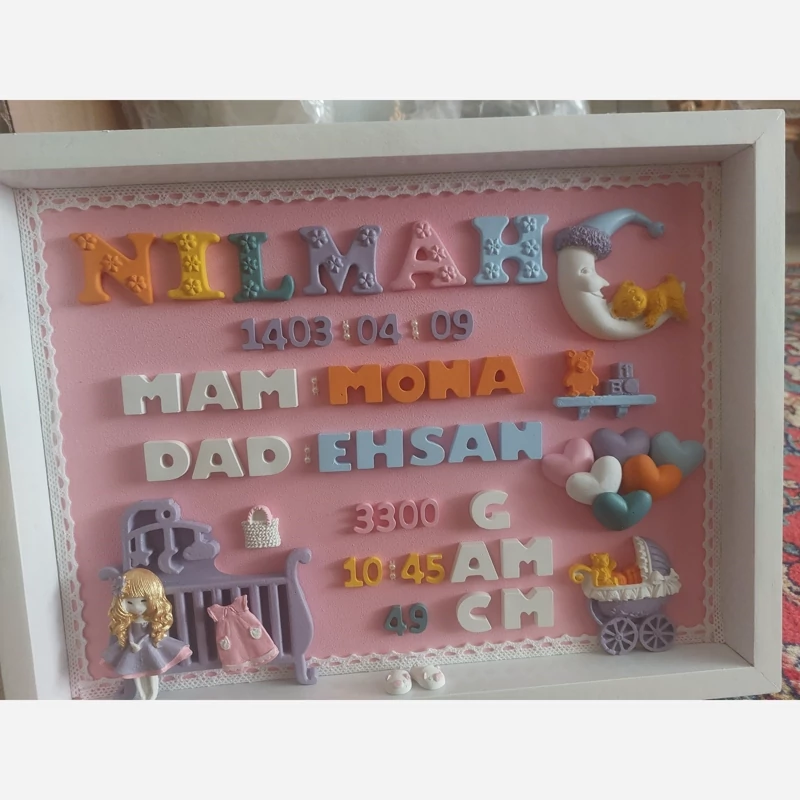 NILMAH
1403:04:09
MAM:MONA
DAD:EHSAN
3300 G
10:45 AM
49 CM